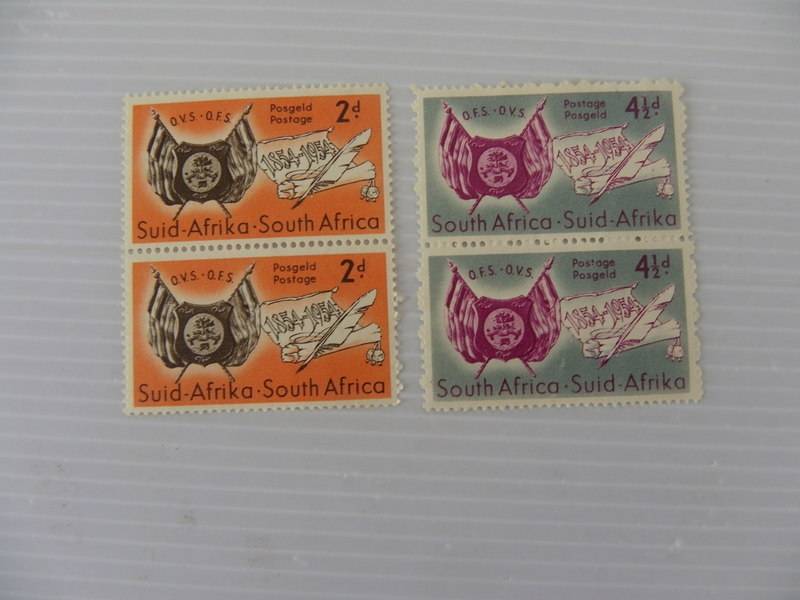 O.V.S. · O.F.S.
Posgeld
Postage
2d.
1854-1954
Suid-Afrika · South Africa
O.V.S. · O.F.S.
Posgeld
Postage
2d.
1854-1954
Suid-Afrika · South Africa
O.F.S. · O.V.S.
Postage
Posgeld
4½d.
1854-1954
South Africa · Suid-Afrika
O.F.S. · O.V.S.
Postage
Posgeld
4½d.
1854-1954
South Africa · Suid-Afrika